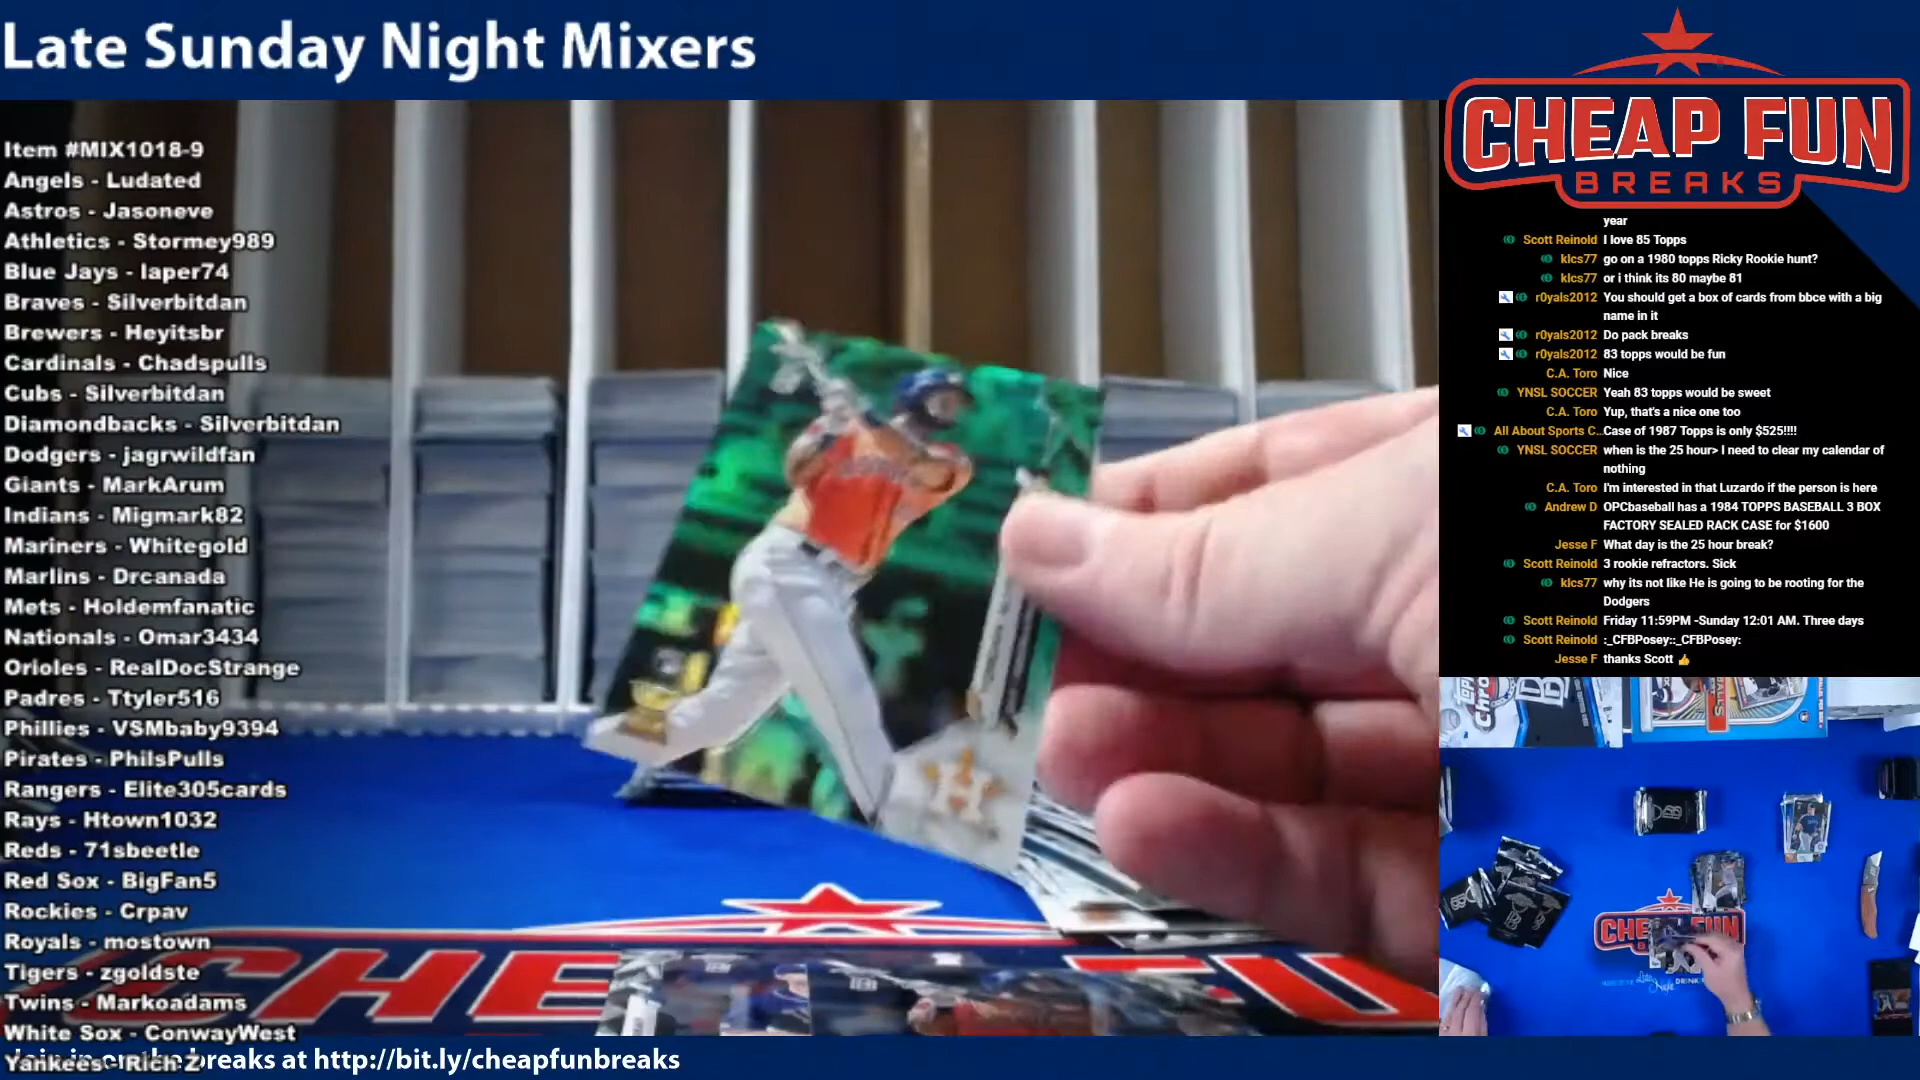 Late Sunday Night Mixers
CHEAP FUN
BREAKS
Item #MIX1018-9
Angels - Ludated
Astros - Jasoneve
Athletics - Stormey989
Blue Jays - laper74
Braves - Silverbitdan
Brewers - Heyitsbr
Cardinals - Chadspulls
Cubs - Silverbitdan
Diamondbacks - Silverbitdan
Dodgers - jagrwildfan
Giants - MarkArum
Indians - Migmark82
Mariners - Whitegold
Marlins - Drcanada
Mets - Holdemfanatic
Nationals - Omar3434
Orioles - RealDocStrange
Padres - Ttyler516
Phillies - VSMbaby9394
Pirates - PhilsPulls
Rangers - Elite305cards
Rays - Htown1032
Reds - 71sbeetle
Red Sox - BigFan5
Rockies - Crpav
Royals - mostown
Tigers - zgoldste
Twins - Markoadams
White Sox - ConwayWest
Yankees - Rich Z
breaks at http://bit.ly/cheapfunbreaks
year
Scott Reinold I love 85 Topps
klcs77 go on a 1980 topps Ricky Rookie hunt?
klcs77 or i think its 80 maybe 81
r0yals2012 You should get a box of cards from bbce with a big
name in it
r0yals2012 Do pack breaks
r0yals2012 83 topps would be fun
C.A. Toro Nice
YNSL SOCCER Yeah 83 topps would be sweet
C.A. Toro Yup, that's a nice one too
All About Sports C... Case of 1987 Topps is only $525!!!!
YNSL SOCCER when is the 25 hour> I need to clear my calendar of
nothing
C.A. Toro I'm interested in that Luzardo if the person is here
Andrew D OPCbaseball has a 1984 TOPPS BASEBALL 3 BOX
FACTORY SEALED RACK CASE for $1600
Jesse F What day is the 25 hour break?
Scott Reinold 3 rookie refractors. Sick
klcs77 why its not like He is going to be rooting for the
Dodgers
Scott Reinold Friday 11:59PM -Sunday 12:01 AM. Three days
Scott Reinold :_CFBPosey::_CFBPosey:
Jesse F thanks Scott 👍
CHEAP FUN